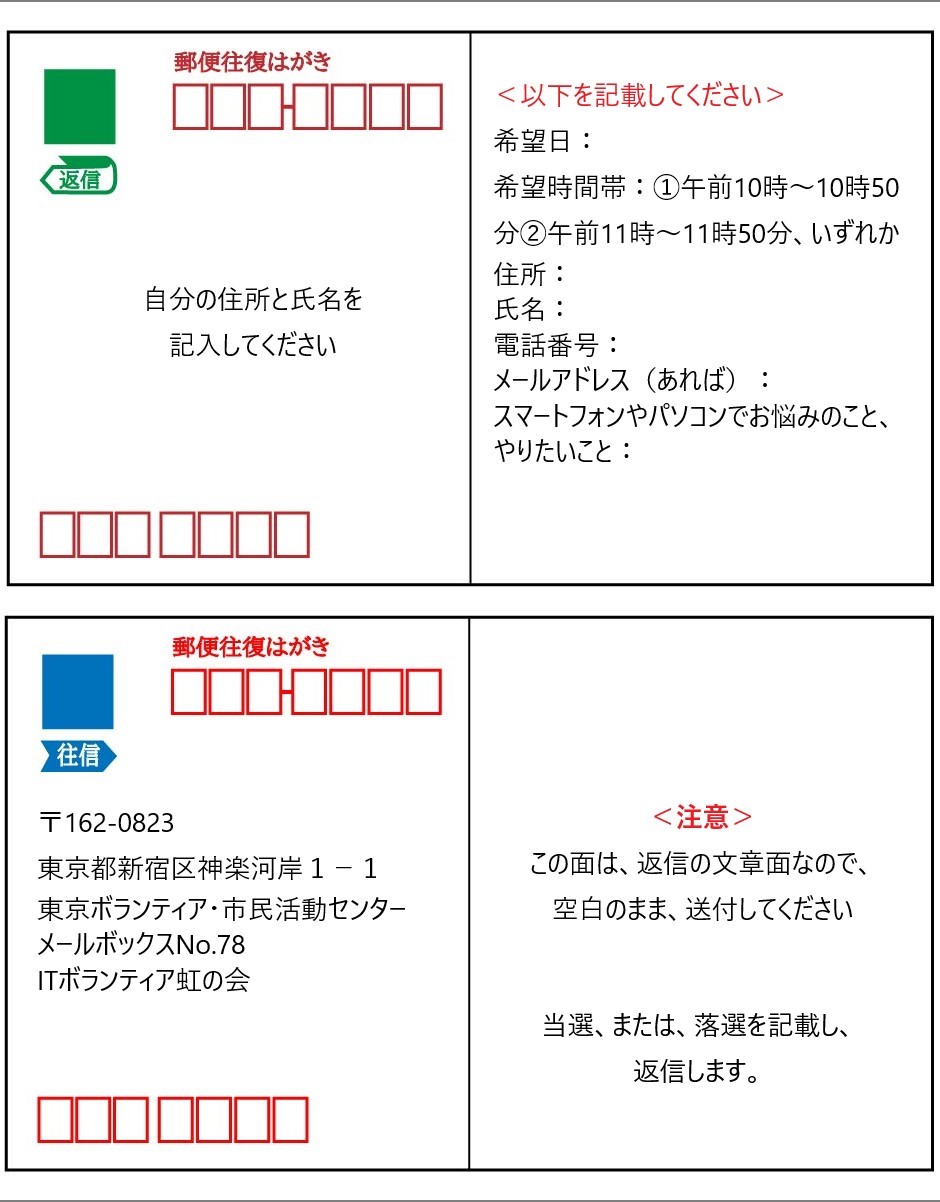 郵便往復はがき
返信
自分の住所と氏名を
記入してください
＜以下を記載してください＞
希望日：
希望時間帯：①午前10時～10時50
分②午前11時～11時50分、いずれか
住所：
氏名：
電話番号：
メールアドレス（あれば）：
スマートフォンやパソコンでお悩みのこと、
やりたいこと：
郵便往復はがき
往信
〒162-0823
東京都新宿区神楽河岸１－１
東京ボランティア・市民活動センター
メールボックスNo.78
ITボランティア虹の会
＜注意＞
この面は、返信の文章面なので、
空白のまま、送付してください
当選、または、落選を記載し、
返信します。